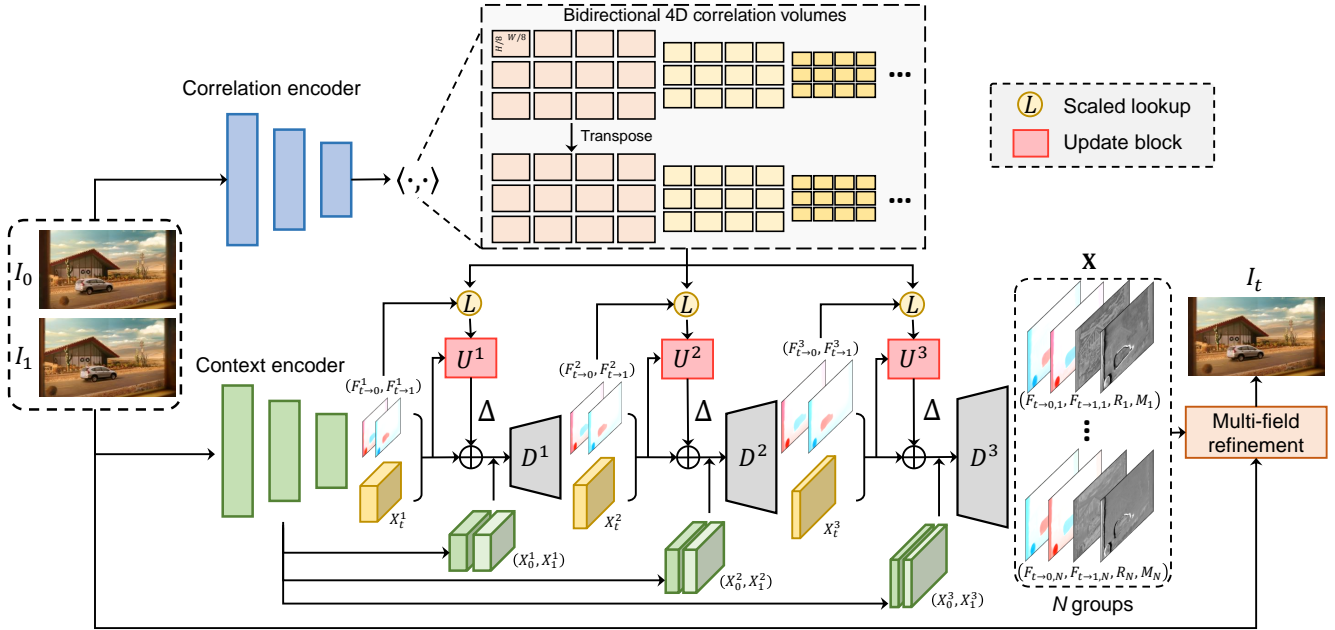 Bidirectional 4D correlation volumes
H/8 W/8
Transpose
Correlation encoder
⟨·,·⟩
L Scaled lookup
Update block
I_0
I_1
Context encoder
L
L
L
U^1
U^2
U^3
(F^1_{t→0}, F^1_{t→1})
(F^2_{t→0}, F^2_{t→1})
(F^3_{t→0}, F^3_{t→1})
Δ
Δ
Δ
D^1
D^2
D^3
X^1_t
X^2_t
X^3_t
(X^1_0, X^1_1)
(X^2_0, X^2_1)
(X^3_0, X^3_1)
X
(F_{t→0,1}, F_{t→1,1}, R_1, M_1)
(F_{t→0,N}, F_{t→1,N}, R_N, M_N)
N groups
I_t
Multi-field
refinement